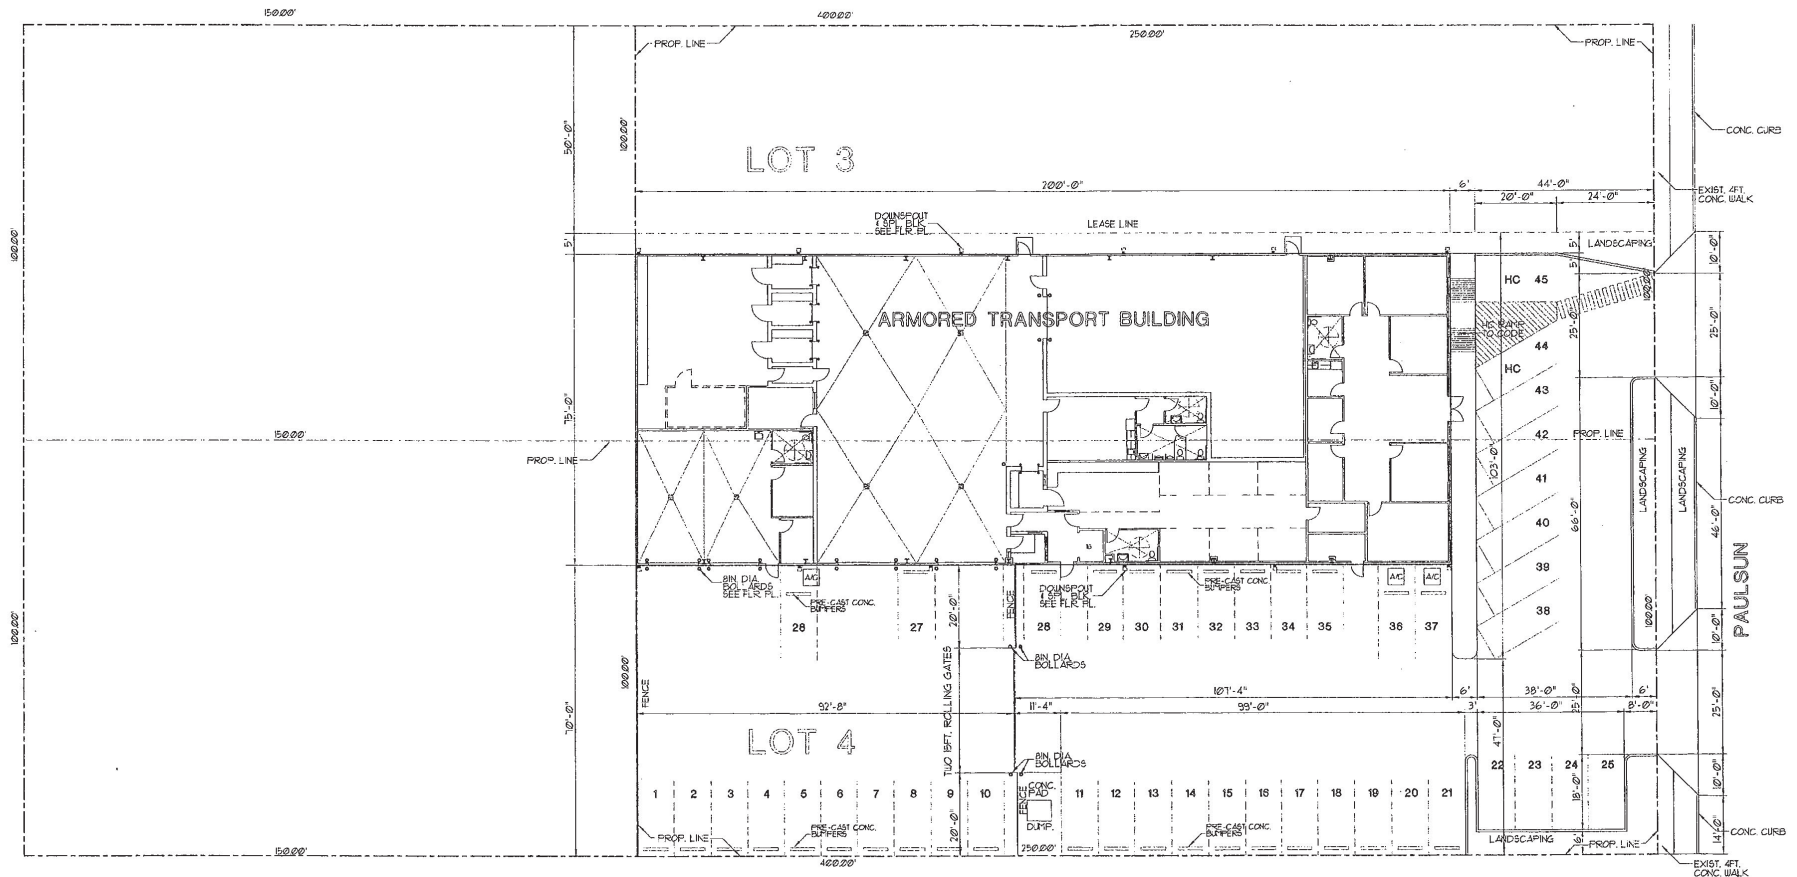 150.00'
400.00'
250.00'
PROP. LINE
PROP. LINE
CONC. CURB
50'-0"
100.00'
LOT 3
200'-0"
6'
44'-0"
20'-0"
24'-0"
EXIST. 4FT.
CONC. WALK
DOWNSPOUT
& SPL. BLK.
SEE FLR. PL.
LEASE LINE
100.00'
5'
5'
5'
LANDSCAPING
10'-0"
HC 45
100.00'
ARMORED TRANSPORT BUILDING
HC RAMP
TO CODE
25'-0"
25'-0"
44
HC
43
10'-0"
75'-0"
150.00'
PROP. LINE
42
PROP. LINE
103'-0"
41
LANDSCAPING
LANDSCAPING
CONC. CURB
40
66'-0"
46'-0"
39
38
100.00'
PAULSUN
8IN. DIA.
BOLLARDS
SEE FLR. PL.
A/C
PRE-CAST CONC.
BUMPERS
20'-0"
FENCE
DOWNSPOUT
& SPL. BLK.
SEE FLR. PL.
PRE-CAST CONC.
BUMPERS
A/C
A/C
28
27
28
29
30
31
32
33
34
35
36
37
10'-0"
100.00'
100.00'
FENCE
TWO 15FT. ROLLING GATES
8IN. DIA.
BOLLARDS
107'-4"
6'
38'-0"
6'
92'-8"
11'-4"
99'-0"
3'
36'-0"
8'-0"
25'-0"
25'-0"
70'-0"
47'-0"
LOT 4
8IN. DIA.
BOLLARDS
22
23
24
25
1
2
3
4
5
6
7
8
9
10
FENCE
CONC.
PAD
11
12
13
14
15
16
17
18
19
20
21
18'-0"
10'-0"
DUMP.
20'-0"
PROP. LINE
PRE-CAST CONC.
BUMPERS
PRE-CAST CONC.
BUMPERS
LANDSCAPING
6'
PROP. LINE
14'-0"
CONC. CURB
150.00'
400.00'
250.00'
EXIST. 4FT.
CONC. WALK